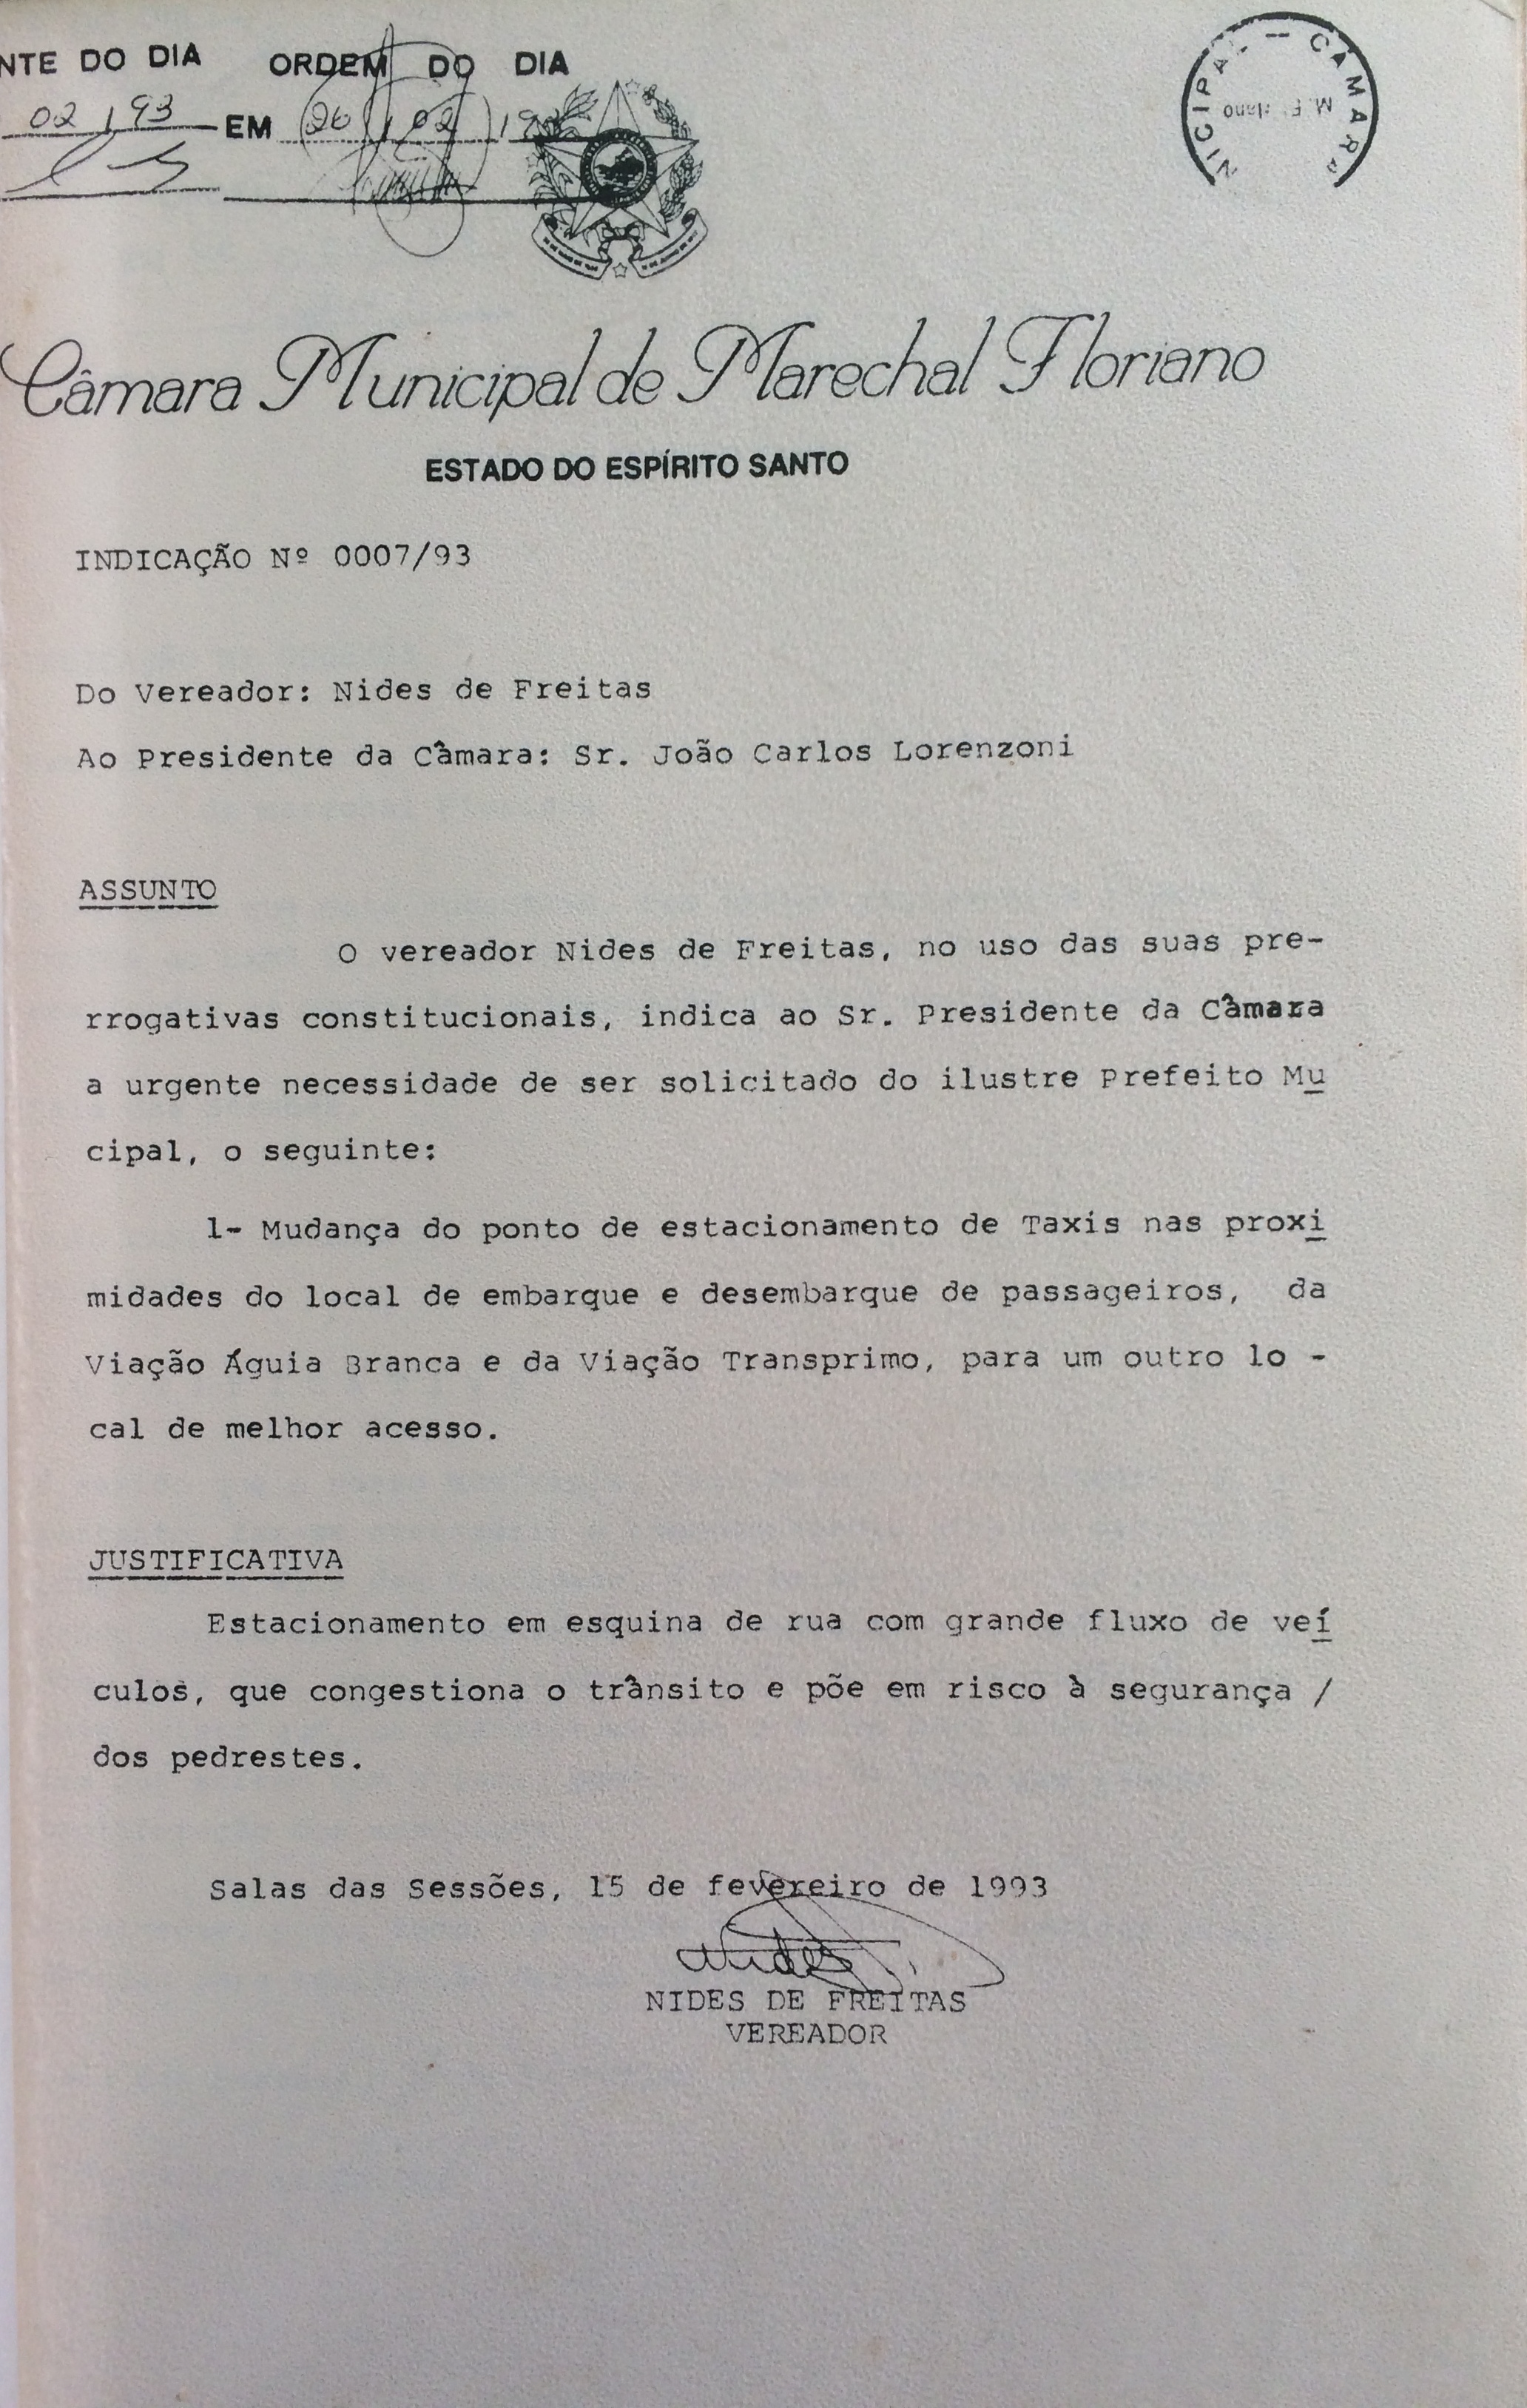 NTE DO DIA ORDEM DO DIA
02 / 93 EM 26 / 02 / 19
CÂMARA
NICIPAL
Câmara Municipal de Marechal Floriano
ESTADO DO ESPÍRITO SANTO
INDICAÇÃO Nº 0007/93
Do Vereador: Nides de Freitas
Ao Presidente da Câmara: Sr. João Carlos Lorenzoni
ASSUNTO
O vereador Nides de Freitas, no uso das suas pre-
rrogativas constitucionais, indica ao Sr. Presidente da Câmara
a urgente necessidade de ser solicitado do ilustre Prefeito Mu
cipal, o seguinte:
1- Mudança do ponto de estacionamento de Taxis nas proxi
midades do local de embarque e desembarque de passageiros, da
Viação Águia Branca e da Viação Transprimo, para um outro lo -
cal de melhor acesso.
JUSTIFICATIVA
Estacionamento em esquina de rua com grande fluxo de veí
culos, que congestiona o trânsito e põe em risco à segurança /
dos pedrestes.
Salas das Sessões, 15 de fevereiro de 1993
Nides
NIDES DE FREITAS
VEREADOR